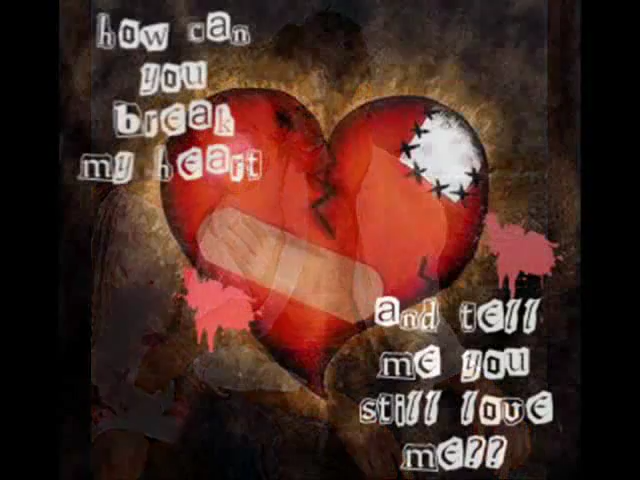 how can
you
break
my heart
and tell
me you
still love
me??